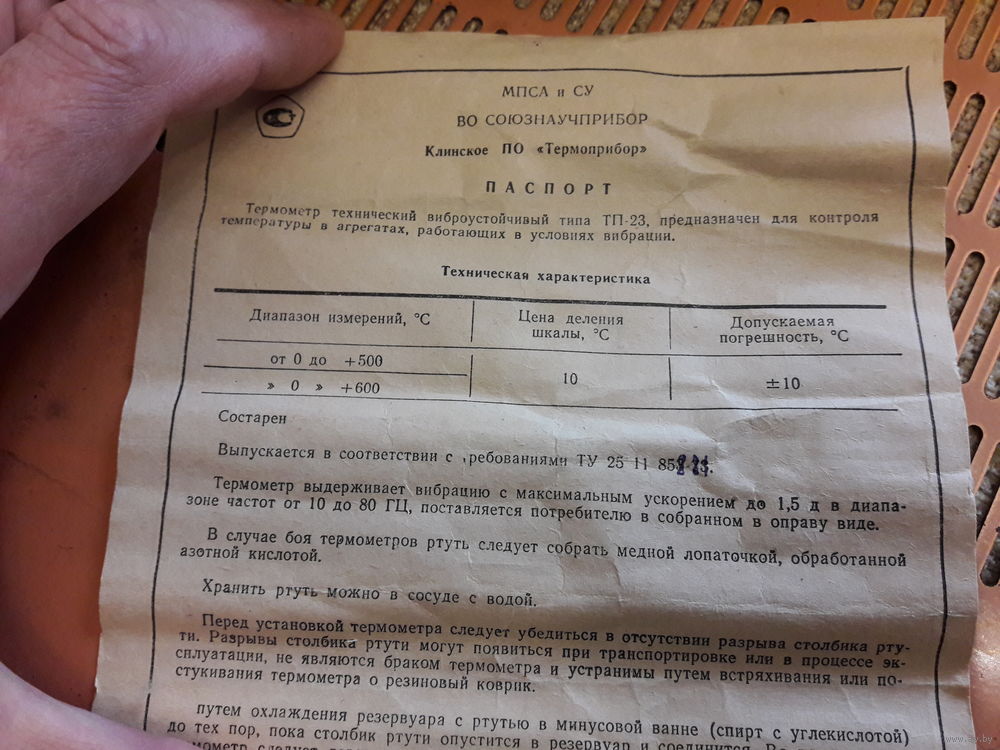 МПСА и СУ
ВО СОЮЗНАУЧПРИБОР
Клинское ПО «Термоприбор»
ПАСПОРТ
Термометр технический виброустойчивый типа ТП-23, предназначен для контроля
температуры в агрегатах, работающих в условиях вибрации.
Техническая характеристика
Диапазон измерений, °С
Цена деления
шкалы, °С
Допускаемая
погрешность, °С
от 0 до +500
» 0 » +600
10
±10
Состарен
Выпускается в соответствии с ребованиями ТУ 25 11 
Термометр выдерживает вибрацию с максимальным ускорением до 1,5 д в диапа-
зоне частот от 10 до 80 ГЦ, поставляется потребителю в собранном в оправу виде.
В случае боя термометров ртуть следует собрать медной лопаточкой, обработанной
азотной кислотой.
Хранить ртуть можно в сосуде с водой.
Перед установкой термометра следует убедиться в отсутствии разрыва столбика рту-
ти. Разрывы столбика ртути могут появиться при транспортировке или в процессе эк-
сплуатации, не являются браком термометра и устранимы путем встряхивания или по-
стукивания термометра о резиновый коврик.
путем охлаждения резервуара с ртутью в минусовой ванне (спирт с углекислотой)
до тех пор, пока столбик ртути опустится в резервуар и соединится.